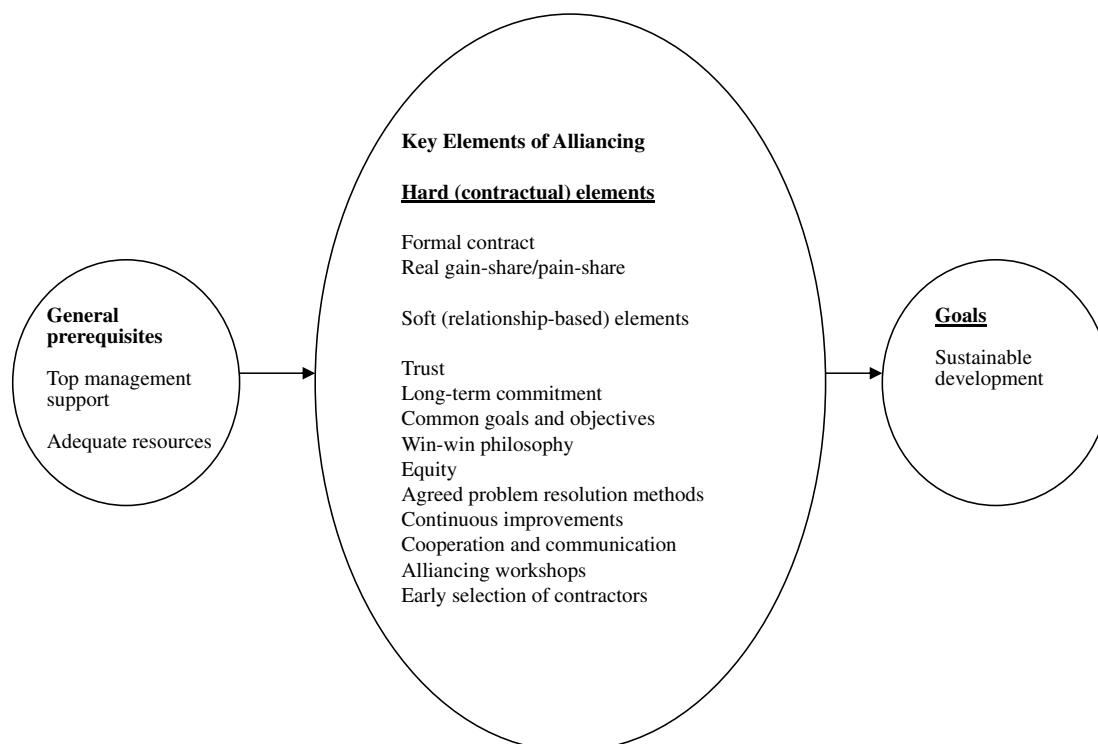 General
prerequisites
Top management
support
Adequate resources
Key Elements of Alliancing
Hard (contractual) elements
Formal contract
Real gain-share/pain-share
Soft (relationship-based) elements
Trust
Long-term commitment
Common goals and objectives
Win-win philosophy
Equity
Agreed problem resolution methods
Continuous improvements
Cooperation and communication
Alliancing workshops
Early selection of contractors
Goals
Sustainable
development